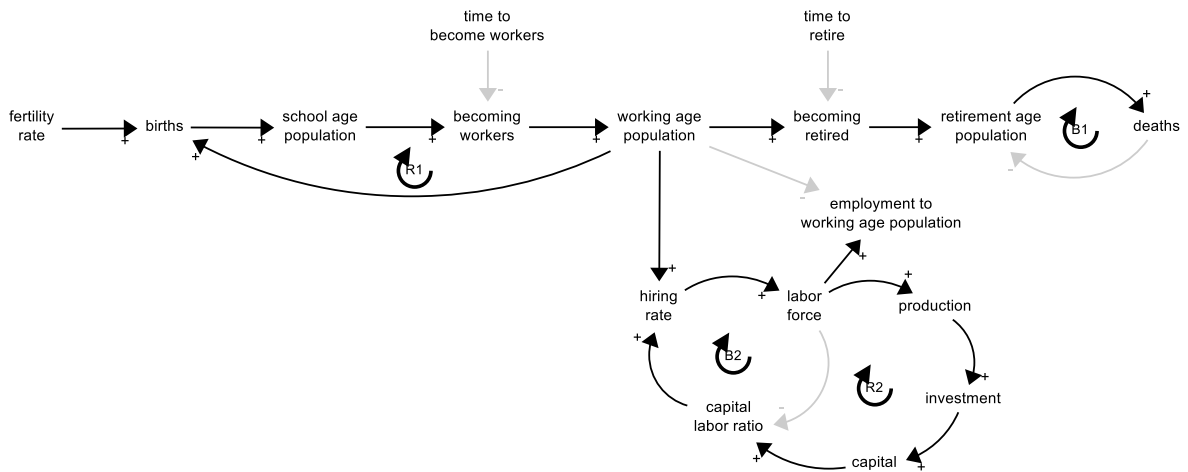 time to
become workers
time to
retire
fertility
rate
+
births
+
school age
population
+
-
becoming
workers
+
working age
population
+
-
becoming
retired
+
retirement age
population
B1
+
deaths
-
+
R1
-
employment to
working age population
+
+
hiring
rate
+
labor
force
+
production
+
B2
R2
+
investment
-
capital
labor ratio
+
capital
+